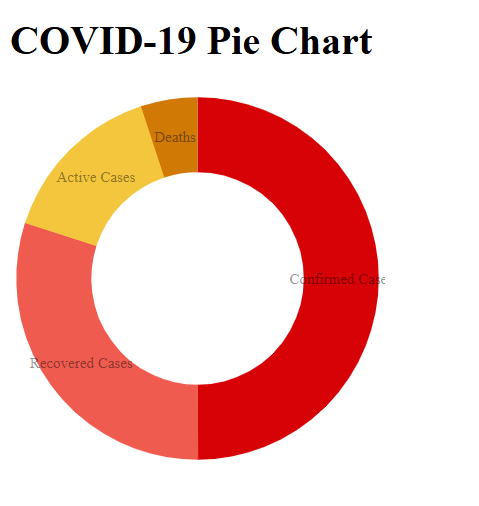 COVID-19 Pie Chart
Deaths
Active Cases
Confirmed Case
Recovered Cases